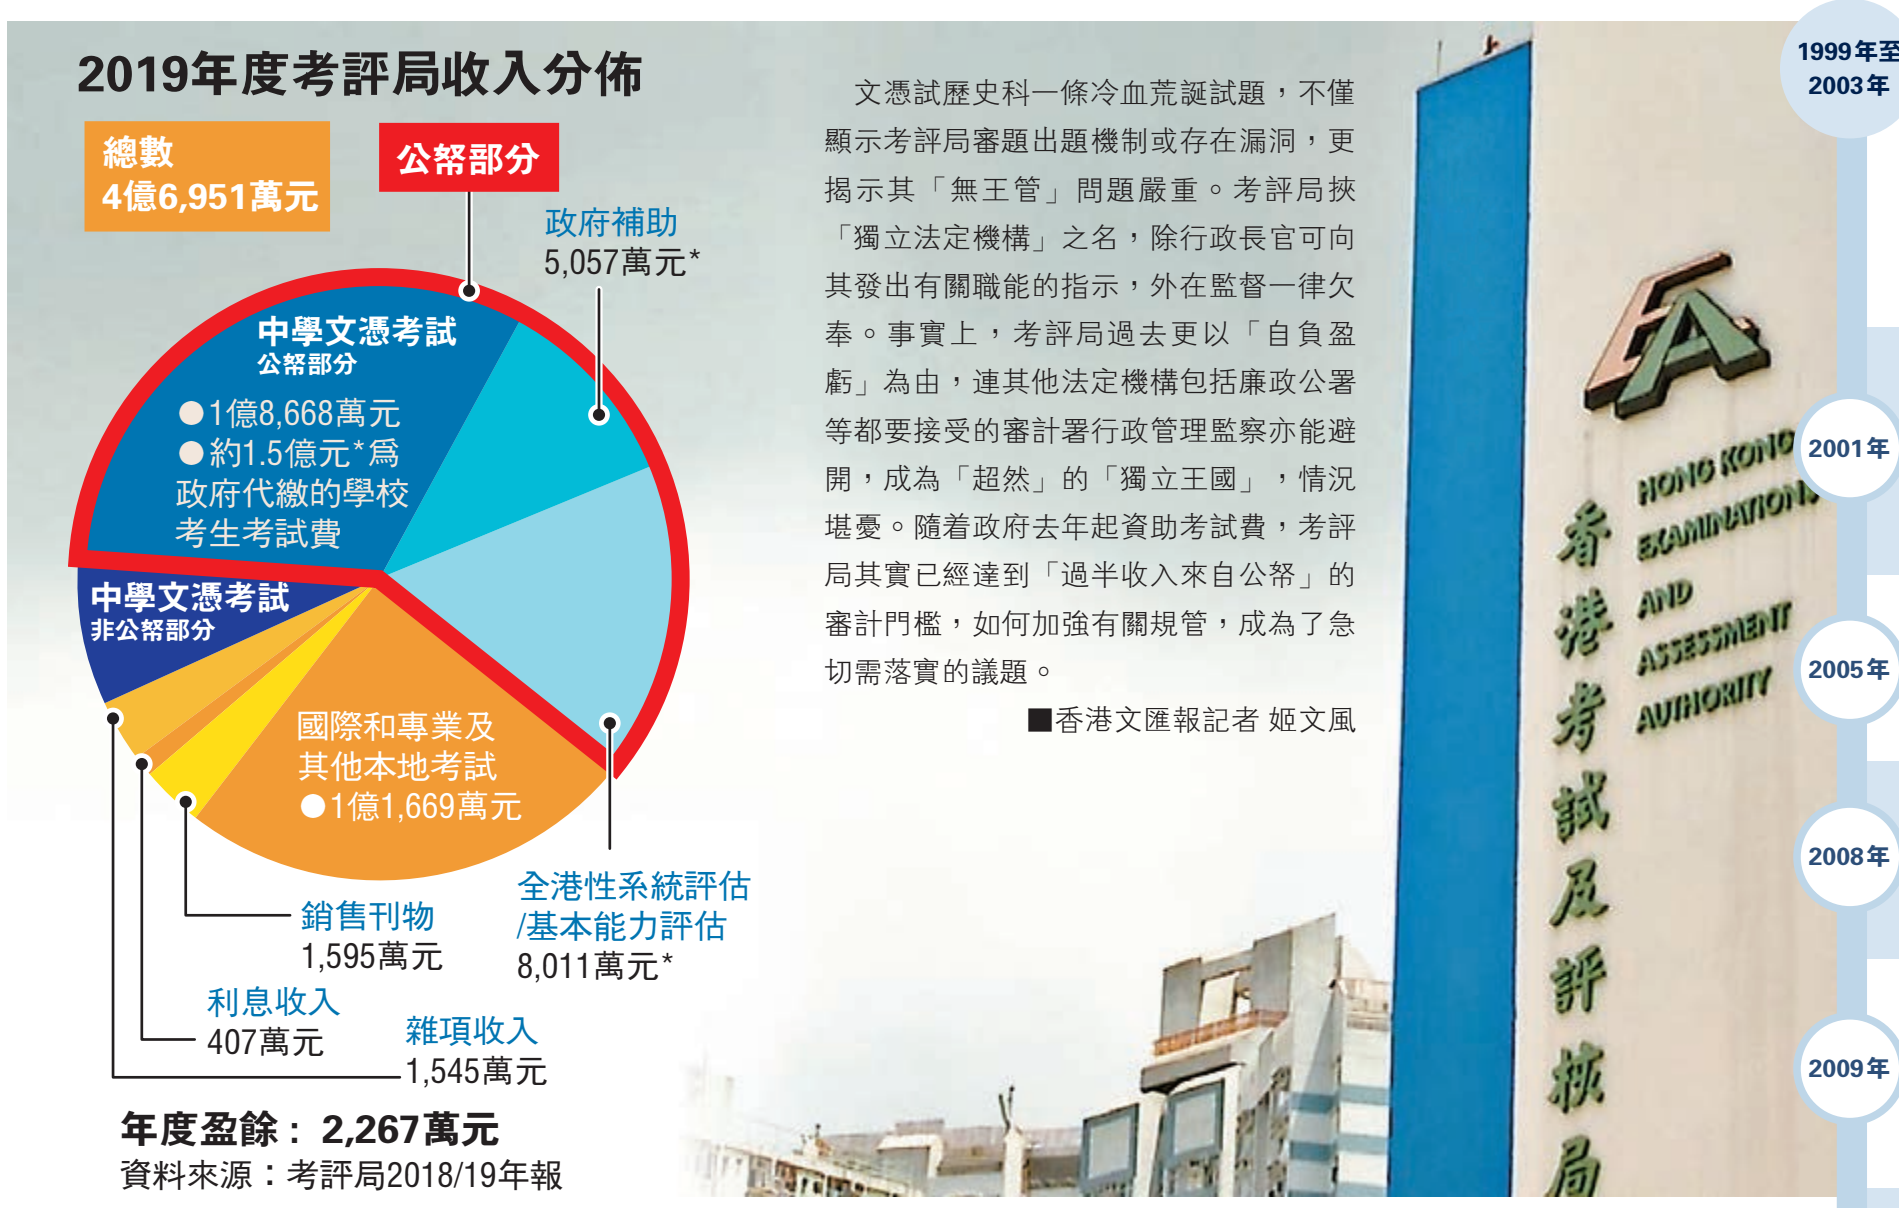 2019年度考評局收入分佈
總數
4億6,951萬元
公帑部分
政府補助
5,057萬元*
中學文憑考試
公帑部分
●1億8,668萬元
●約1.5億元*爲
政府代繳的學校
考生考試費
中學文憑考試
非公帑部分
國際和專業及
其他本地考試
●1億1,669萬元
全港性系統評估
/基本能力評估
8,011萬元*
銷售刊物
1,595萬元
利息收入
407萬元
雜項收入
1,545萬元
年度盈餘：2,267萬元
資料來源：考評局2018/19年報
文憑試歷史科一條冷血荒誕試題，不僅
顯示考評局審題出題機制或存在漏洞，更
揭示其「無王管」問題嚴重。考評局挾
「獨立法定機構」之名，除行政長官可向
其發出有關職能的指示，外在監督一律欠
奉。事實上，考評局過去更以「自負盈
虧」為由，連其他法定機構包括廉政公署
等都要接受的審計署行政管理監察亦能避
開，成為「超然」的「獨立王國」，情況
堪憂。隨着政府去年起資助考試費，考評
局其實已經達到「過半收入來自公帑」的
審計門檻，如何加強有關規管，成為了急
切需落實的議題。
■香港文匯報記者 姬文風
EA
HONG KONG
EXAMINATIONS
AND
ASSESSMENT
AUTHORITY
香港考試及評核局
1999年至
2003年
2001年
2005年
2008年
2009年